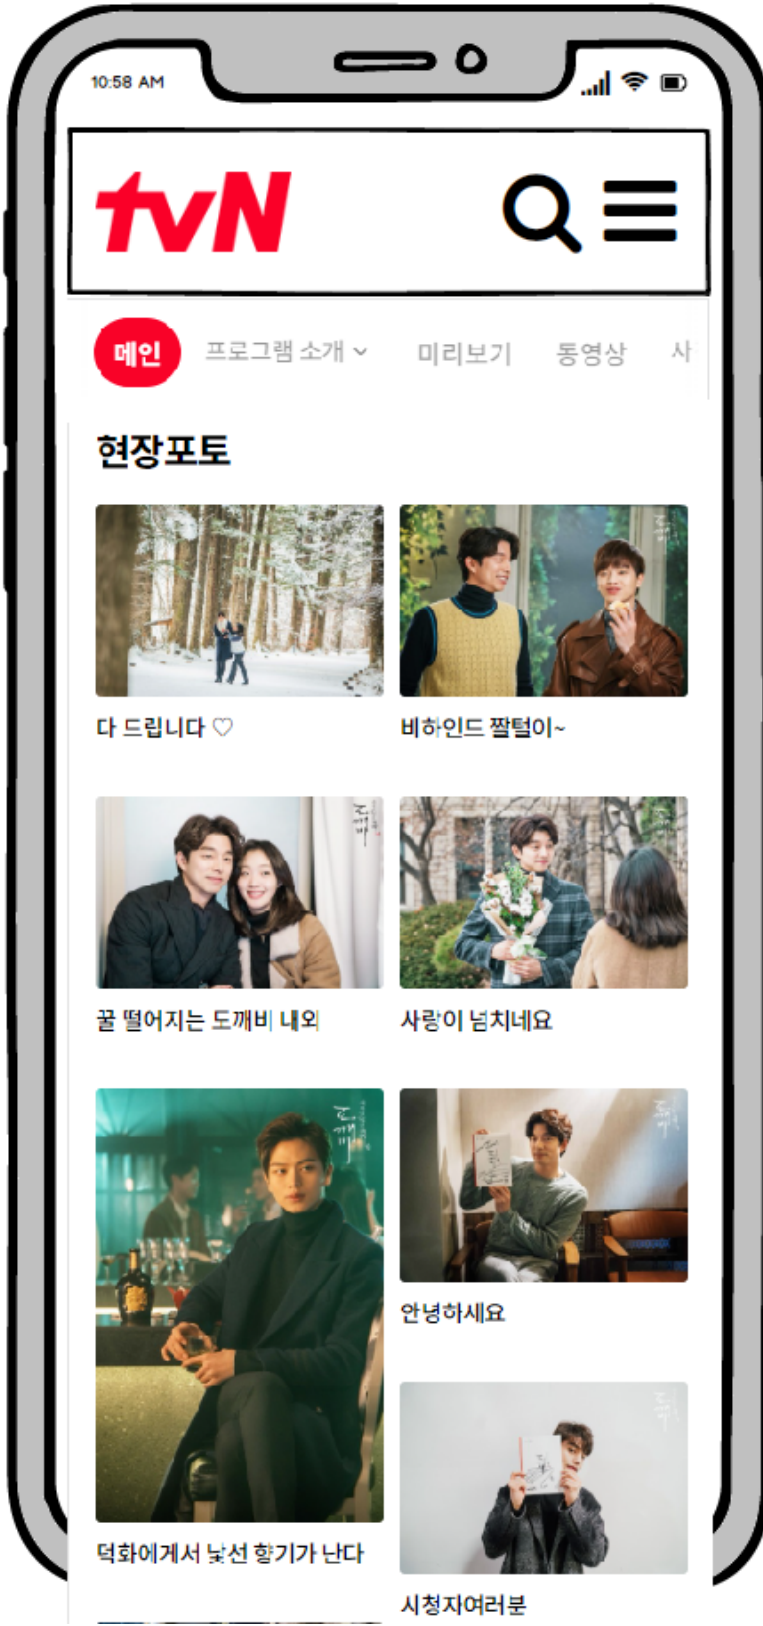 10:58 AM
tvN
메인 프로그램 소개 미리보기 동영상 사
현장포토
다 드립니다 ♡
비하인드 짤털이~
꿀 떨어지는 도깨비 내외
사랑이 넘치네요
덕화에게서 낯선 향기가 난다
안녕하세요
시청자여러분